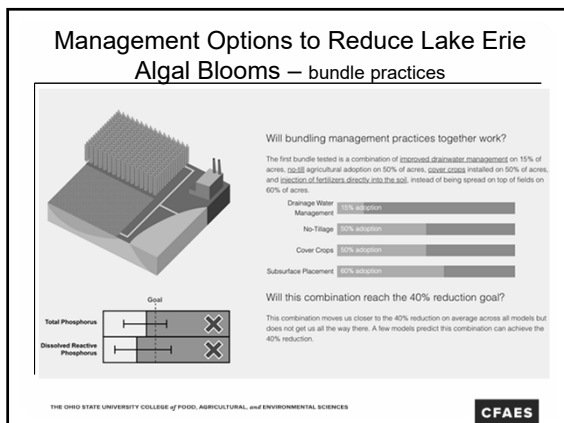 Management Options to Reduce Lake Erie
Algal Blooms – bundle practices
Will bundling management practices together work?
The first bundle tested is a combination of improved drainwater management on 15% of
acres, no-till agricultural adoption on 50% of acres, cover crops installed on 50% of acres,
and injection of fertilizers directly into the soil, instead of being spread on top of fields on
60% of acres.
Drainage Water
Management
15% adoption
No-Tillage
50% adoption
Cover Crops
50% adoption
Subsurface Placement
60% adoption
Goal
Total Phosphorus
Dissolved Reactive
Phosphorus
Will this combination reach the 40% reduction goal?
This combination moves us closer to the 40% reduction on average across all models but
does not get us all the way there. A few models predict this combination can achieve the
40% reduction.
THE OHIO STATE UNIVERSITY COLLEGE of FOOD, AGRICULTURAL, and ENVIRONMENTAL SCIENCES
CFAES